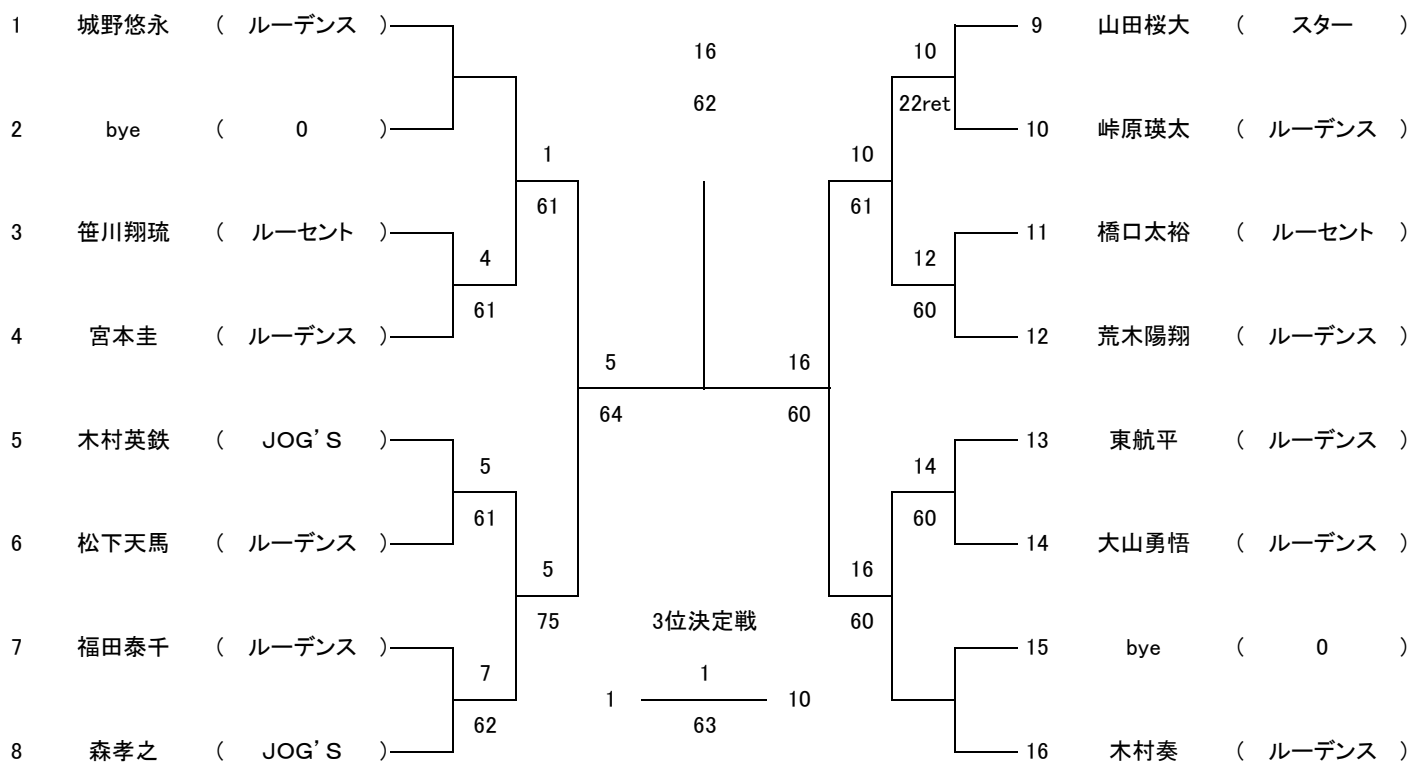 1 城野悠永 ( ルーデンス ) 9 山田桜大 ( スター )
16 10
62 22ret
2 bye ( 0 ) 10 峠原瑛太 ( ルーデンス )
1 10
61 61
3 笹川翔琉 ( ルーセント ) 11 橋口太裕 ( ルーセント )
4 12
61 60
4 宮本圭 ( ルーデンス ) 12 荒木陽翔 ( ルーデンス )
5 16
64 60
5 木村英鉄 ( JOG'S ) 13 東航平 ( ルーデンス )
5 14
61 60
6 松下天馬 ( ルーデンス ) 14 大山勇悟 ( ルーデンス )
5 16
75 3位決定戦 60
7 福田泰千 ( ルーデンス ) 15 bye ( 0 )
7 1
1 10
62 63
8 森孝之 ( JOG'S ) 16 木村奏 ( ルーデンス )